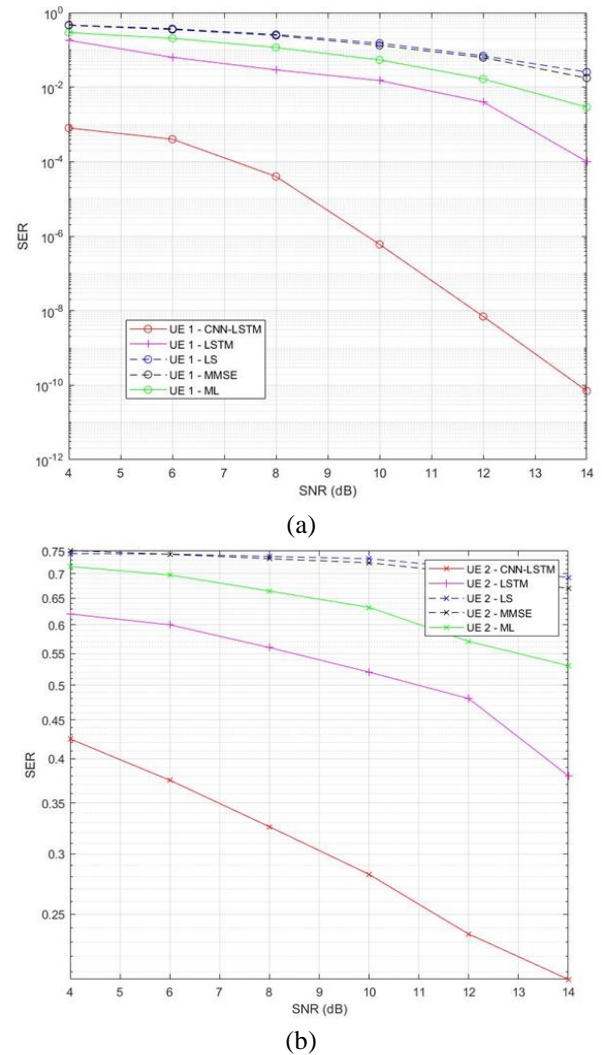 10^0
10^-2
10^-4
10^-6
10^-8
10^-10
10^-12
SER
UE 1 - CNN-LSTM
UE 1 - LSTM
UE 1 - LS
UE 1 - MMSE
UE 1 - ML
4 5 6 7 8 9 10 11 12 13 14
SNR (dB)
(a)
0.75
0.7
0.65
0.6
0.55
0.5
0.45
0.4
0.35
0.3
0.25
SER
UE 2 - CNN-LSTM
UE 2 - LSTM
UE 2 - LS
UE 2 - MMSE
UE 2 - ML
4 5 6 7 8 9 10 11 12 13 14
SNR (dB)
(b)